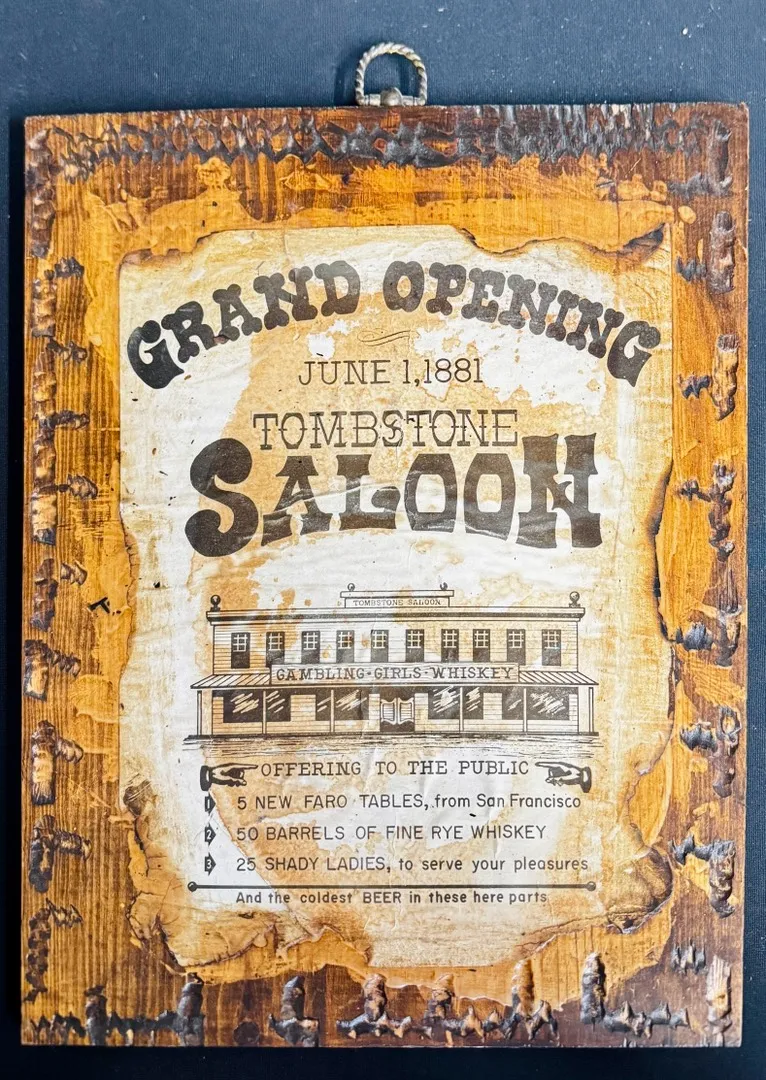 GRAND OPENING
JUNE 1, 1881
TOMBSTONE
SALOON
TOMBSTONE SALOON
GAMBLING-GIRLS-WHISKEY
OFFERING TO THE PUBLIC
1 5 NEW FARO TABLES, from San Francisco
2 50 BARRELS OF FINE RYE WHISKEY
3 25 SHADY LADIES, to serve your pleasures
And the coldest BEER in these here parts